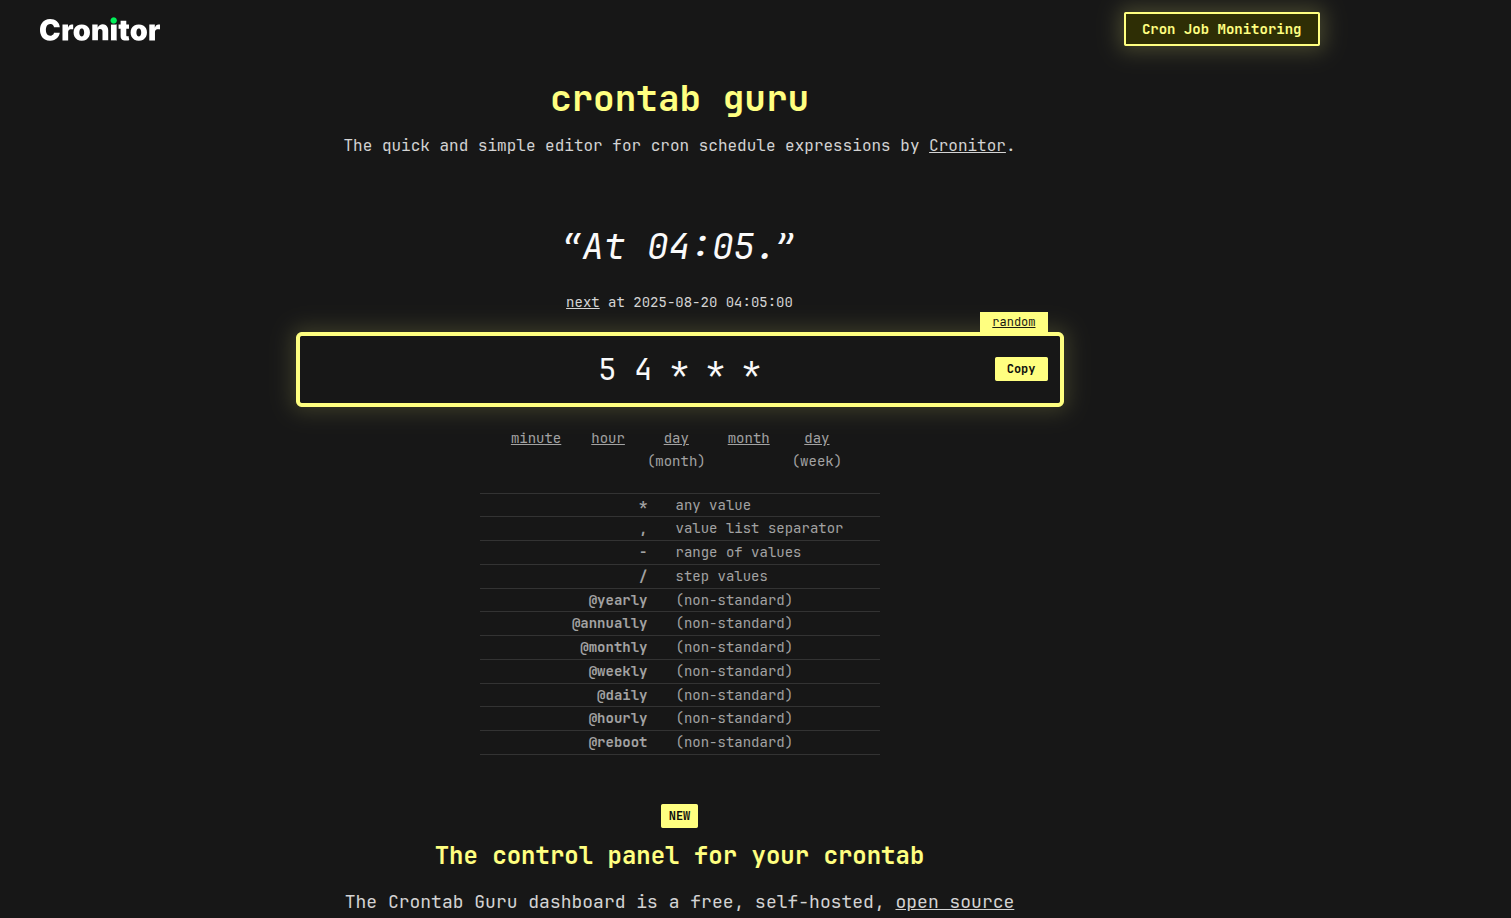 Cronitor
Cron Job Monitoring
crontab guru
The quick and simple editor for cron schedule expressions by Cronitor.
“At 04:05.”
next at 2025-08-20 04:05:00
random
5 4 * * *
Copy
minute hour day month day
(month) (week)
* any value
, value list separator
- range of values
/ step values
@yearly (non-standard)
@annually (non-standard)
@monthly (non-standard)
@weekly (non-standard)
@daily (non-standard)
@hourly (non-standard)
@reboot (non-standard)
NEW
The control panel for your crontab
The Crontab Guru dashboard is a free, self-hosted, open source